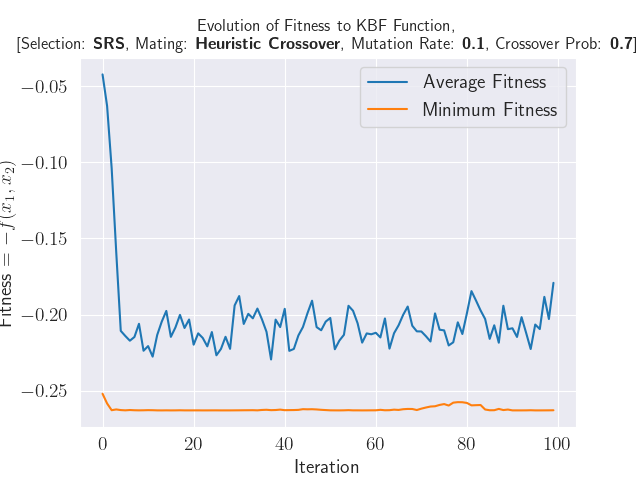 Evolution of Fitness to KBF Function,
[Selection: SRS, Mating: Heuristic Crossover, Mutation Rate: 0.1, Crossover Prob: 0.7]
Average Fitness
Minimum Fitness
Fitness = −f(x₁, x₂)
−0.05
−0.10
−0.15
−0.20
−0.25
0 20 40 60 80 100
Iteration